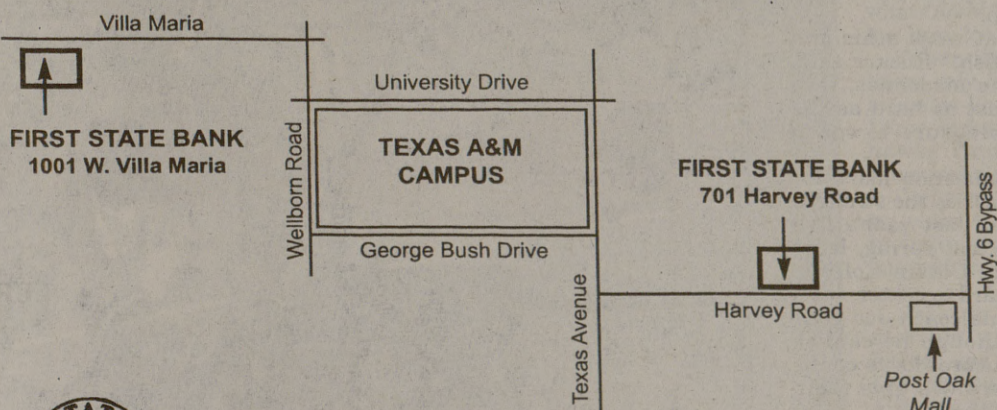 Villa Maria
FIRST STATE BANK
1001 W. Villa Maria
University Drive
Wellborn Road
TEXAS A&M
CAMPUS
George Bush Drive
FIRST STATE BANK
701 Harvey Road
Texas Avenue
Harvey Road
Hwy. 6 Bypass
Post Oak
Mall